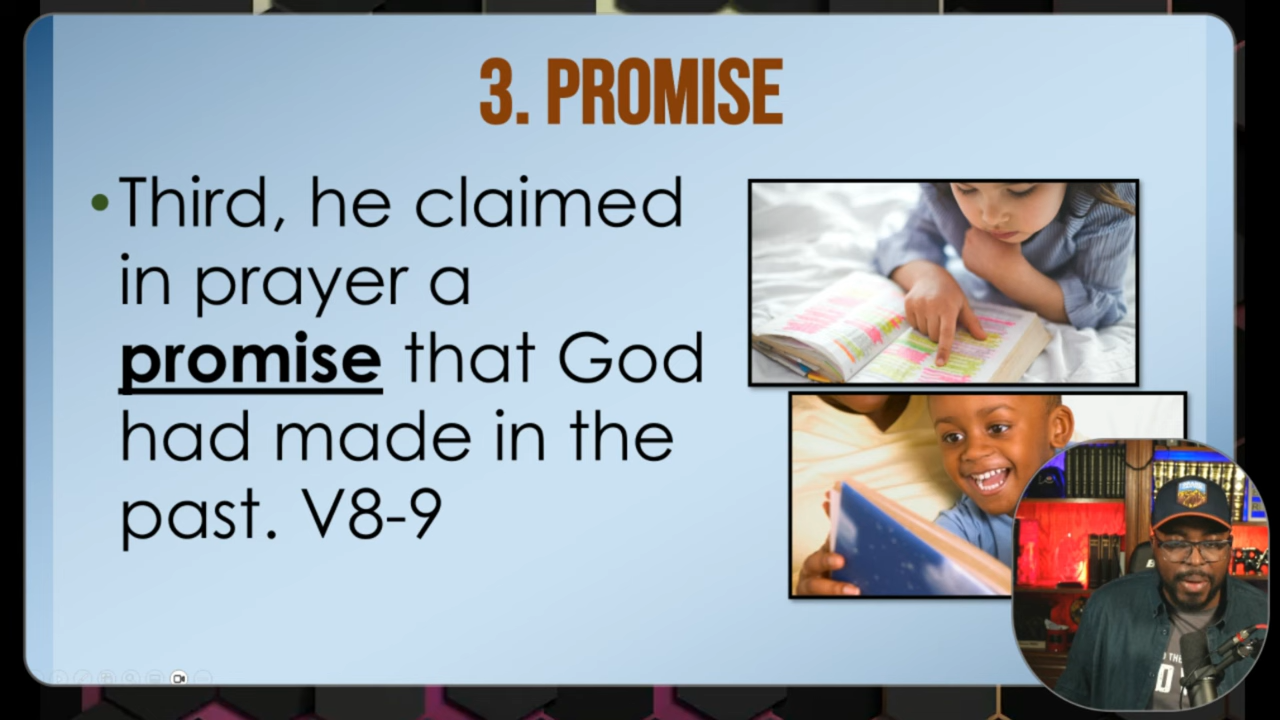 3. PROMISE
• Third, he claimed
in prayer a
promise that God
had made in the
past. V8-9